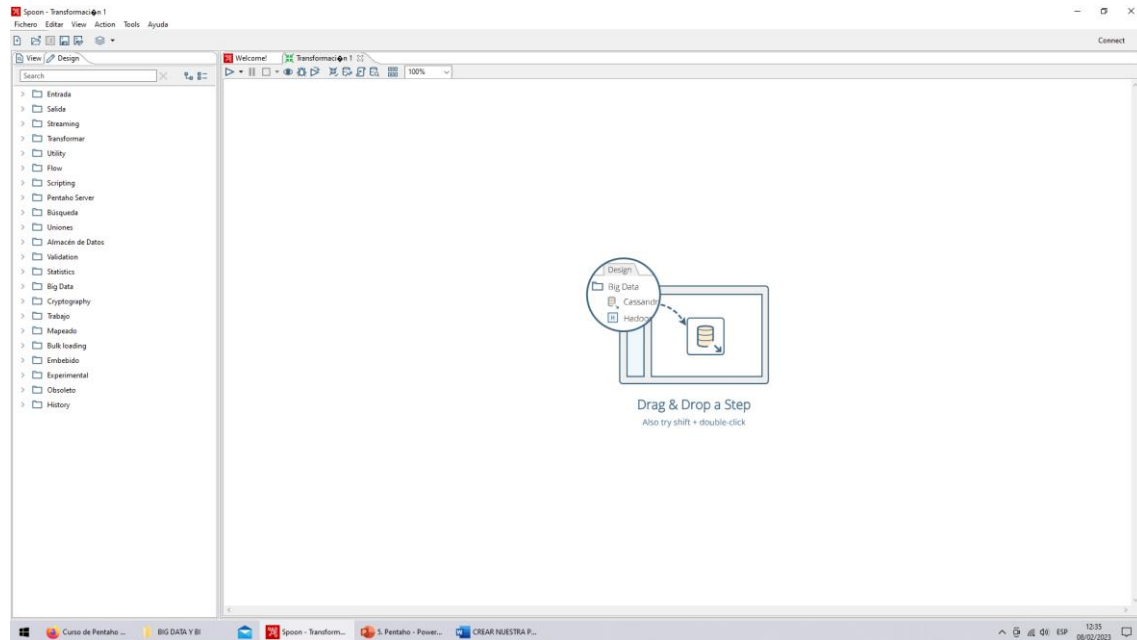 Spoon - Transformaci�n 1
Fichero Editar View Action Tools Ayuda
Connect
View Design
Welcome! Transformaci�n 1
Search
100%
Entrada
Salida
Streaming
Transformar
Utility
Flow
Scripting
Pentaho Server
Búsqueda
Uniones
Almacén de Datos
Validation
Statistics
Big Data
Cryptography
Trabajo
Mapeado
Bulk loading
Embebido
Experimental
Obsoleto
History
Design
Big Data
Cassandr
Hadoop
Drag & Drop a Step
Also try shift + double-click
Curso de Pentaho ... BIG DATA Y BI Spoon - Transform... 5. Pentaho - Power... CREAR NUESTRA P... ESP 12:35
08/02/2023